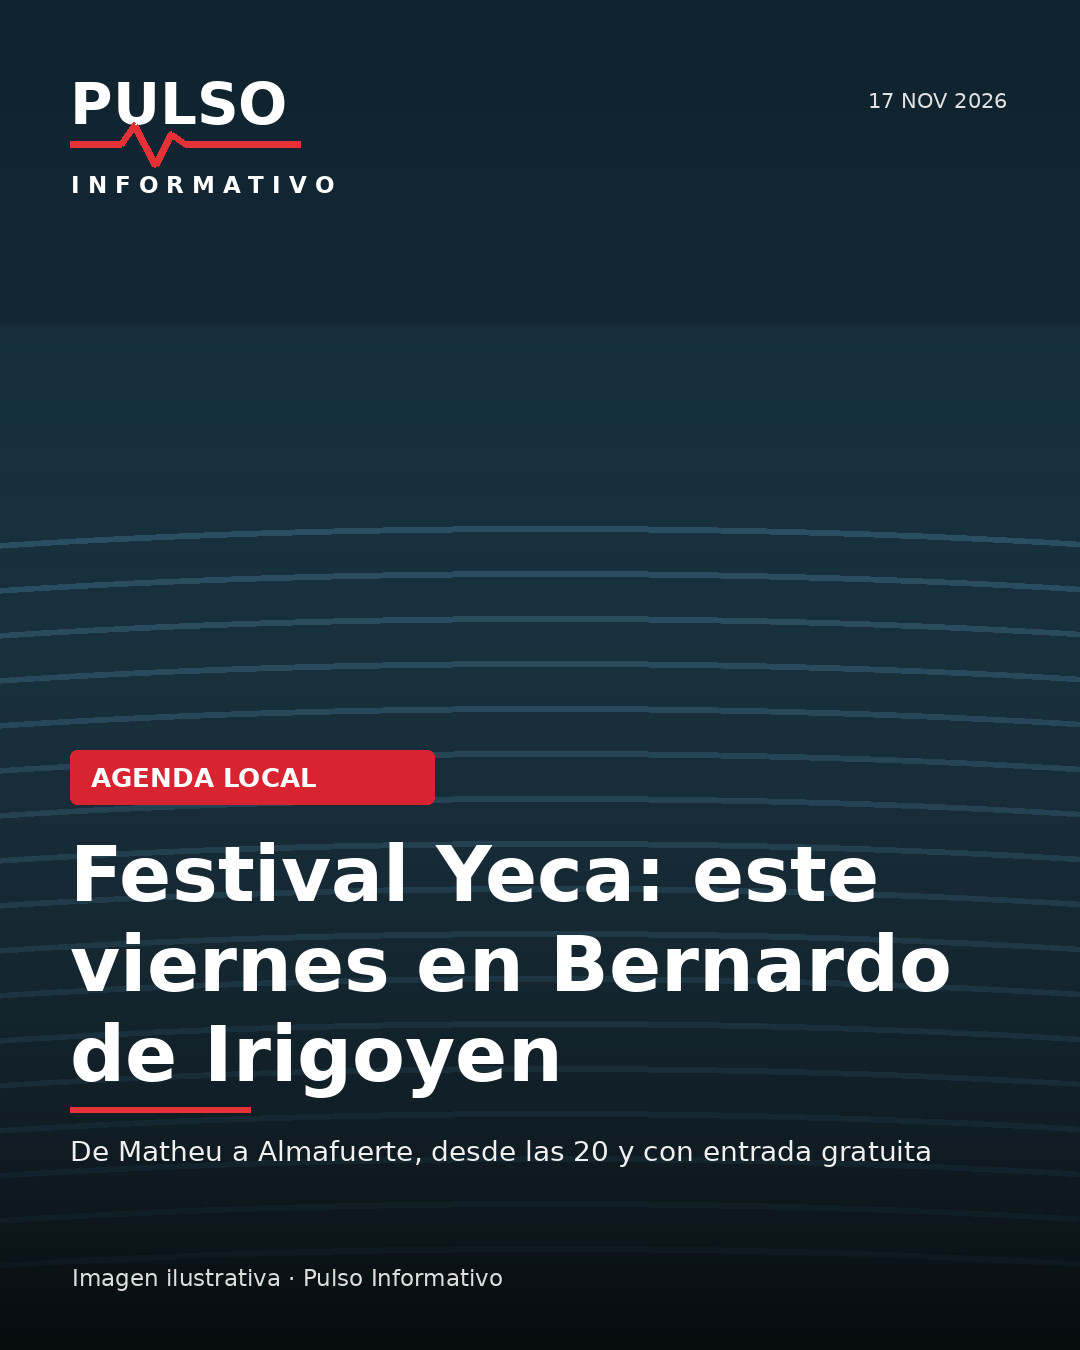 PULSO
INFORMATIVO
17 NOV 2026
AGENDA LOCAL
Festival Yeca: este
viernes en Bernardo
de Irigoyen
De Matheu a Almafuerte, desde las 20 y con entrada gratuita
Imagen ilustrativa · Pulso Informativo